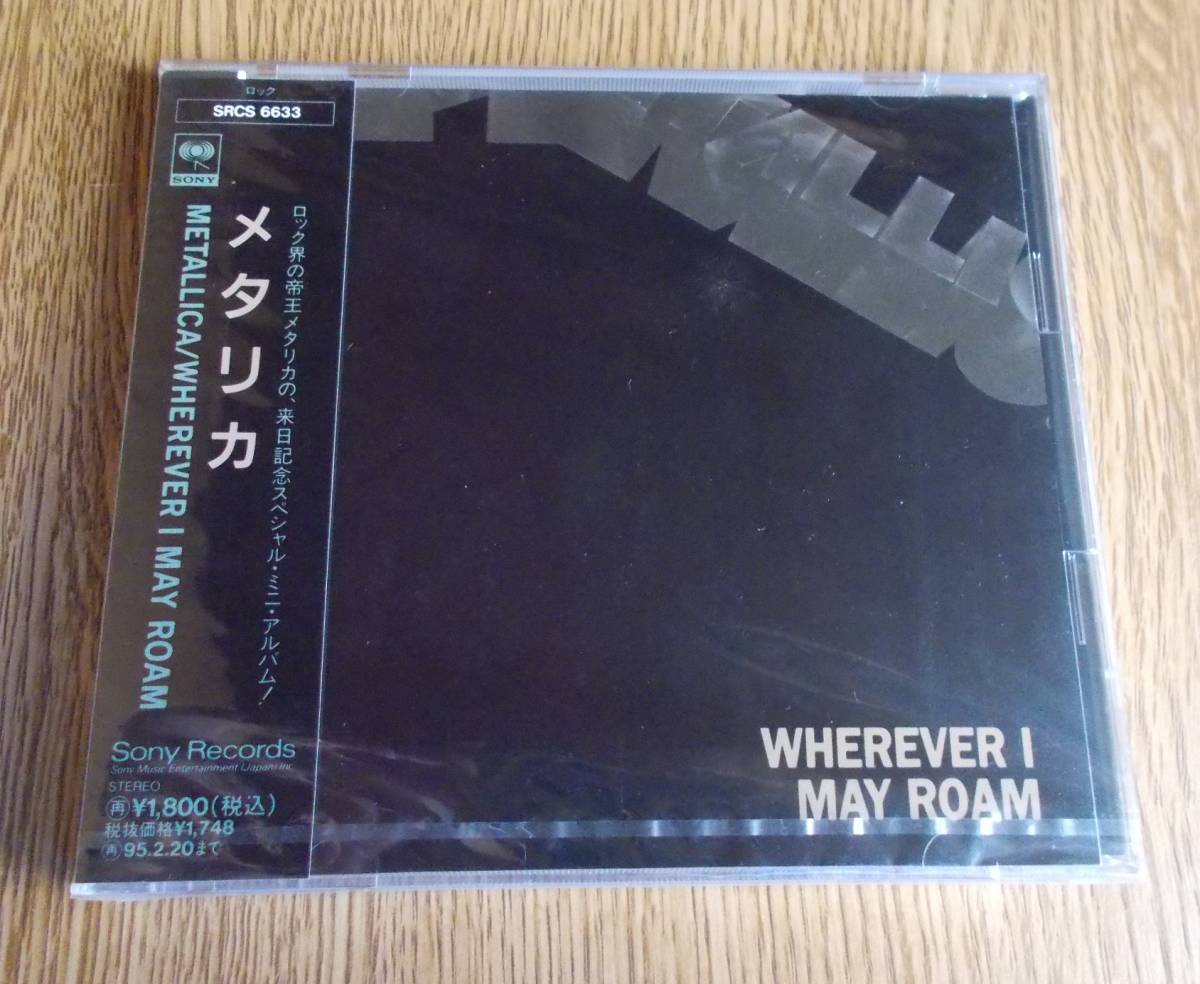 ロック
SRCS 6633
SONY
メタリカ
METALLICA/WHEREVER I MAY ROAM
ロック界の帝王メタリカの、来日記念スペシャル・ミニ・アルバム!
Sony Records
Sony Music Entertainment (Japan) Inc.
STEREO
再¥1,800(税込)
税抜価格¥1,748
再95.2.20まで
WHEREVER I
MAY ROAM